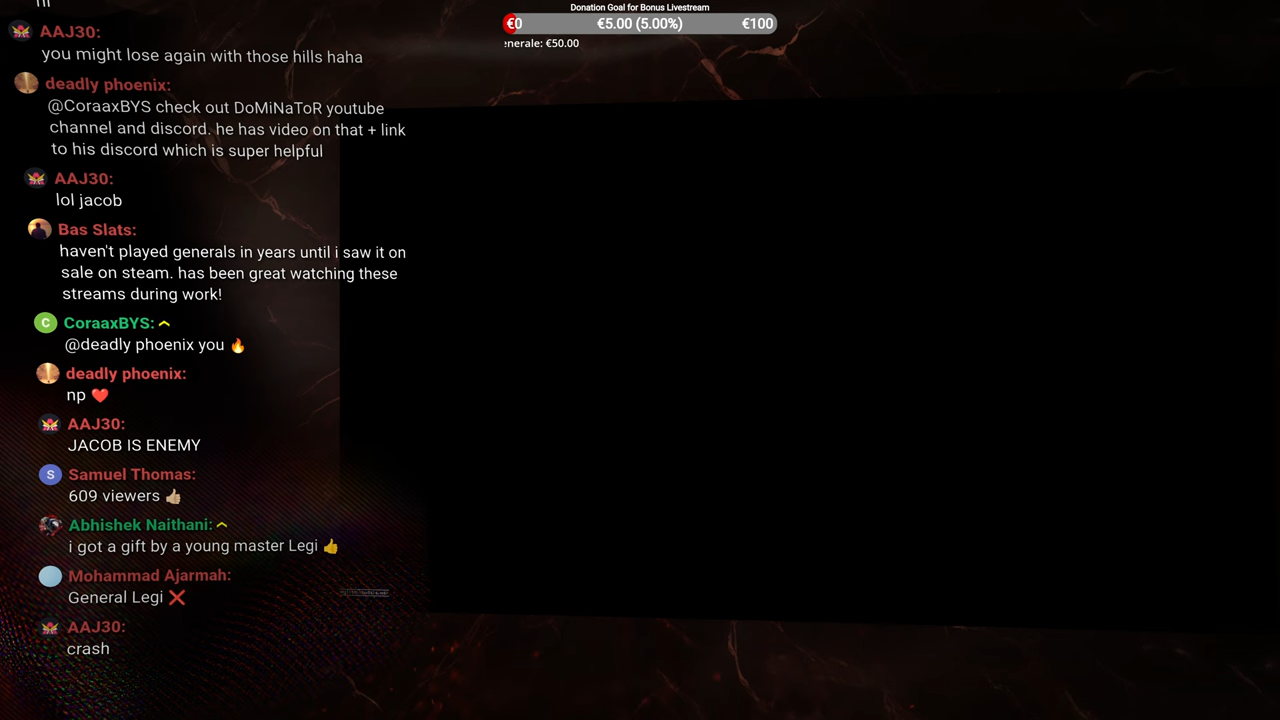 Donation Goal for Bonus Livestream
€0 €5.00 (5.00%) €100
enerale: €50.00
hi
AAJ30:
you might lose again with those hills haha
deadly phoenix:
@CoraaxBYS check out DoMiNaToR youtube
channel and discord. he has video on that + link
to his discord which is super helpful
AAJ30:
lol jacob
Bas Slats:
haven't played generals in years until i saw it on
sale on steam. has been great watching these
streams during work!
C CoraaxBYS:
@deadly phoenix you 🔥
deadly phoenix:
np ❤️
AAJ30:
JACOB IS ENEMY
S Samuel Thomas:
609 viewers 👍🏼
Abhishek Naithani:
i got a gift by a young master Legi 👍
Mohammad Ajarmah:
General Legi ❌
AAJ30:
crash